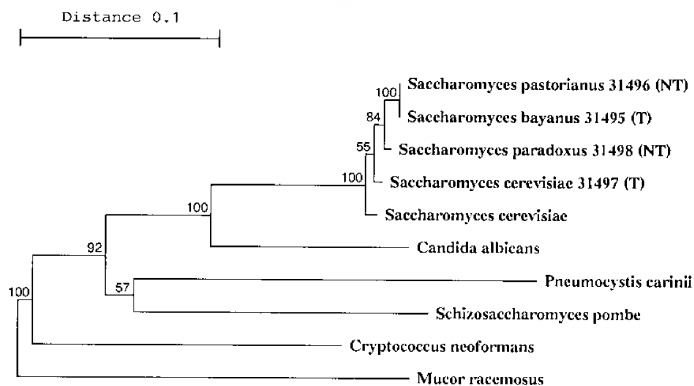 Distance 0.1
Saccharomyces pastorianus 31496 (NT)
100
Saccharomyces bayanus 31495 (T)
84
Saccharomyces paradoxus 31498 (NT)
55
Saccharomyces cerevisiae 31497 (T)
100
Saccharomyces cerevisiae
100
Candida albicans
92
Pneumocystis carinii
57
Schizosaccharomyces pombe
100
Cryptococcus neoformans
Mucor racemosus